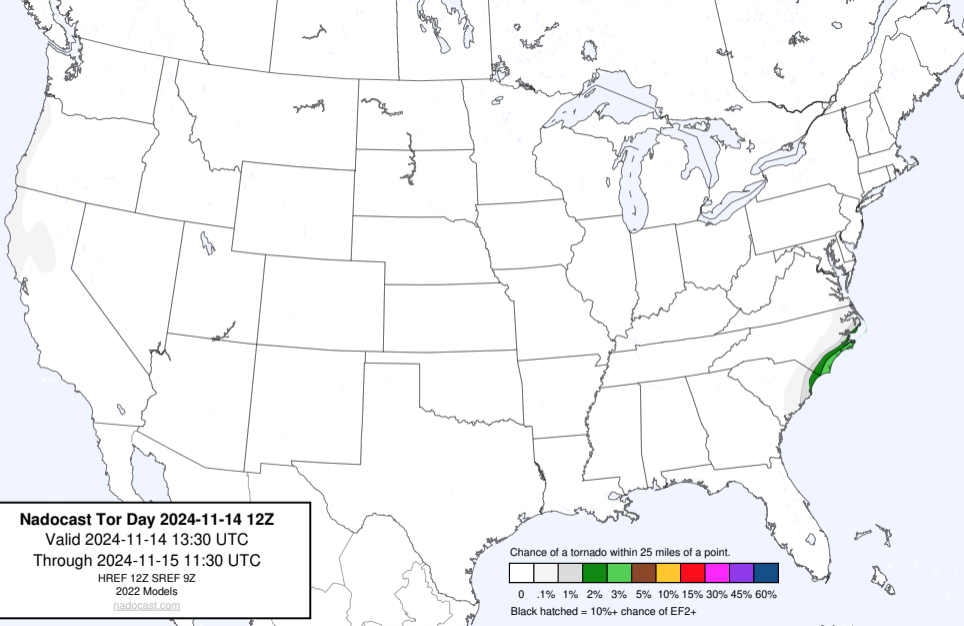 Nadocast Tor Day 2024-11-14 12Z
Valid 2024-11-14 13:30 UTC
Through 2024-11-15 11:30 UTC
HREF 12Z SREF 9Z
2022 Models
nadocast.com
Chance of a tornado within 25 miles of a point.
0 .1% 1% 2% 3% 5% 10% 15% 30% 45% 60%
Black hatched = 10%+ chance of EF2+